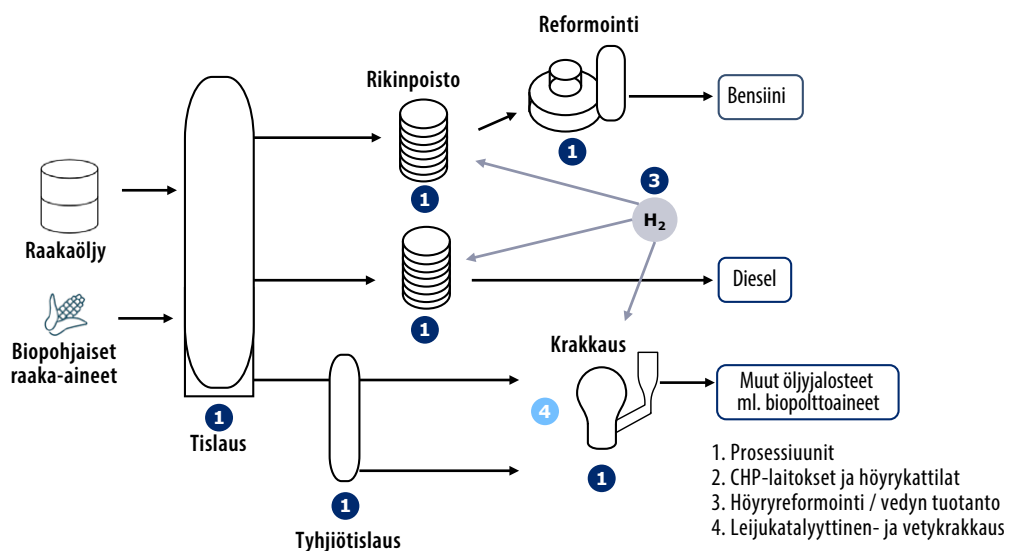 Reformointi
Rikinpoisto
Bensiini
1
3
1
H₂
Raakaöljy
Diesel
1
Biopohjaiset
raaka-aineet
Krakkaus
Muut öljyjalosteet
ml. biopolttoaineet
4
1
Tislaus
1
1
Tyhjiötislaus
1. Prosessiuunit
2. CHP-laitokset ja höyrykattilat
3. Höyryreformointi / vedyn tuotanto
4. Leijukatalyyttinen- ja vetykrakkaus